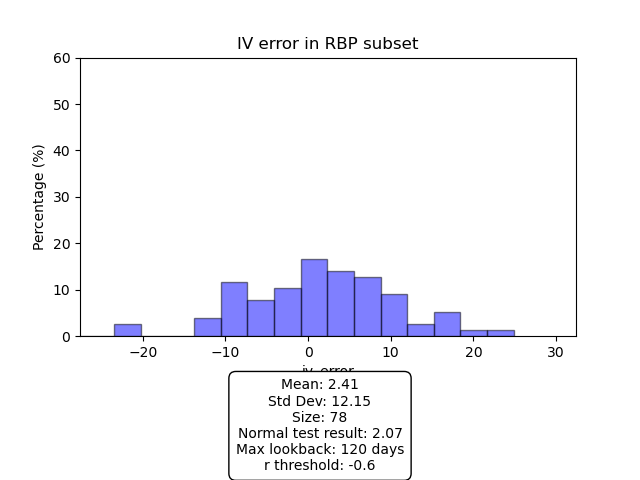 IV error in RBP subset
60
50
40
30
20
10
0
Percentage (%)
−20 −10 0 10 20 30
iv_error
Mean: 2.41
Std Dev: 12.15
Size: 78
Normal test result: 2.07
Max lookback: 120 days
r threshold: -0.6